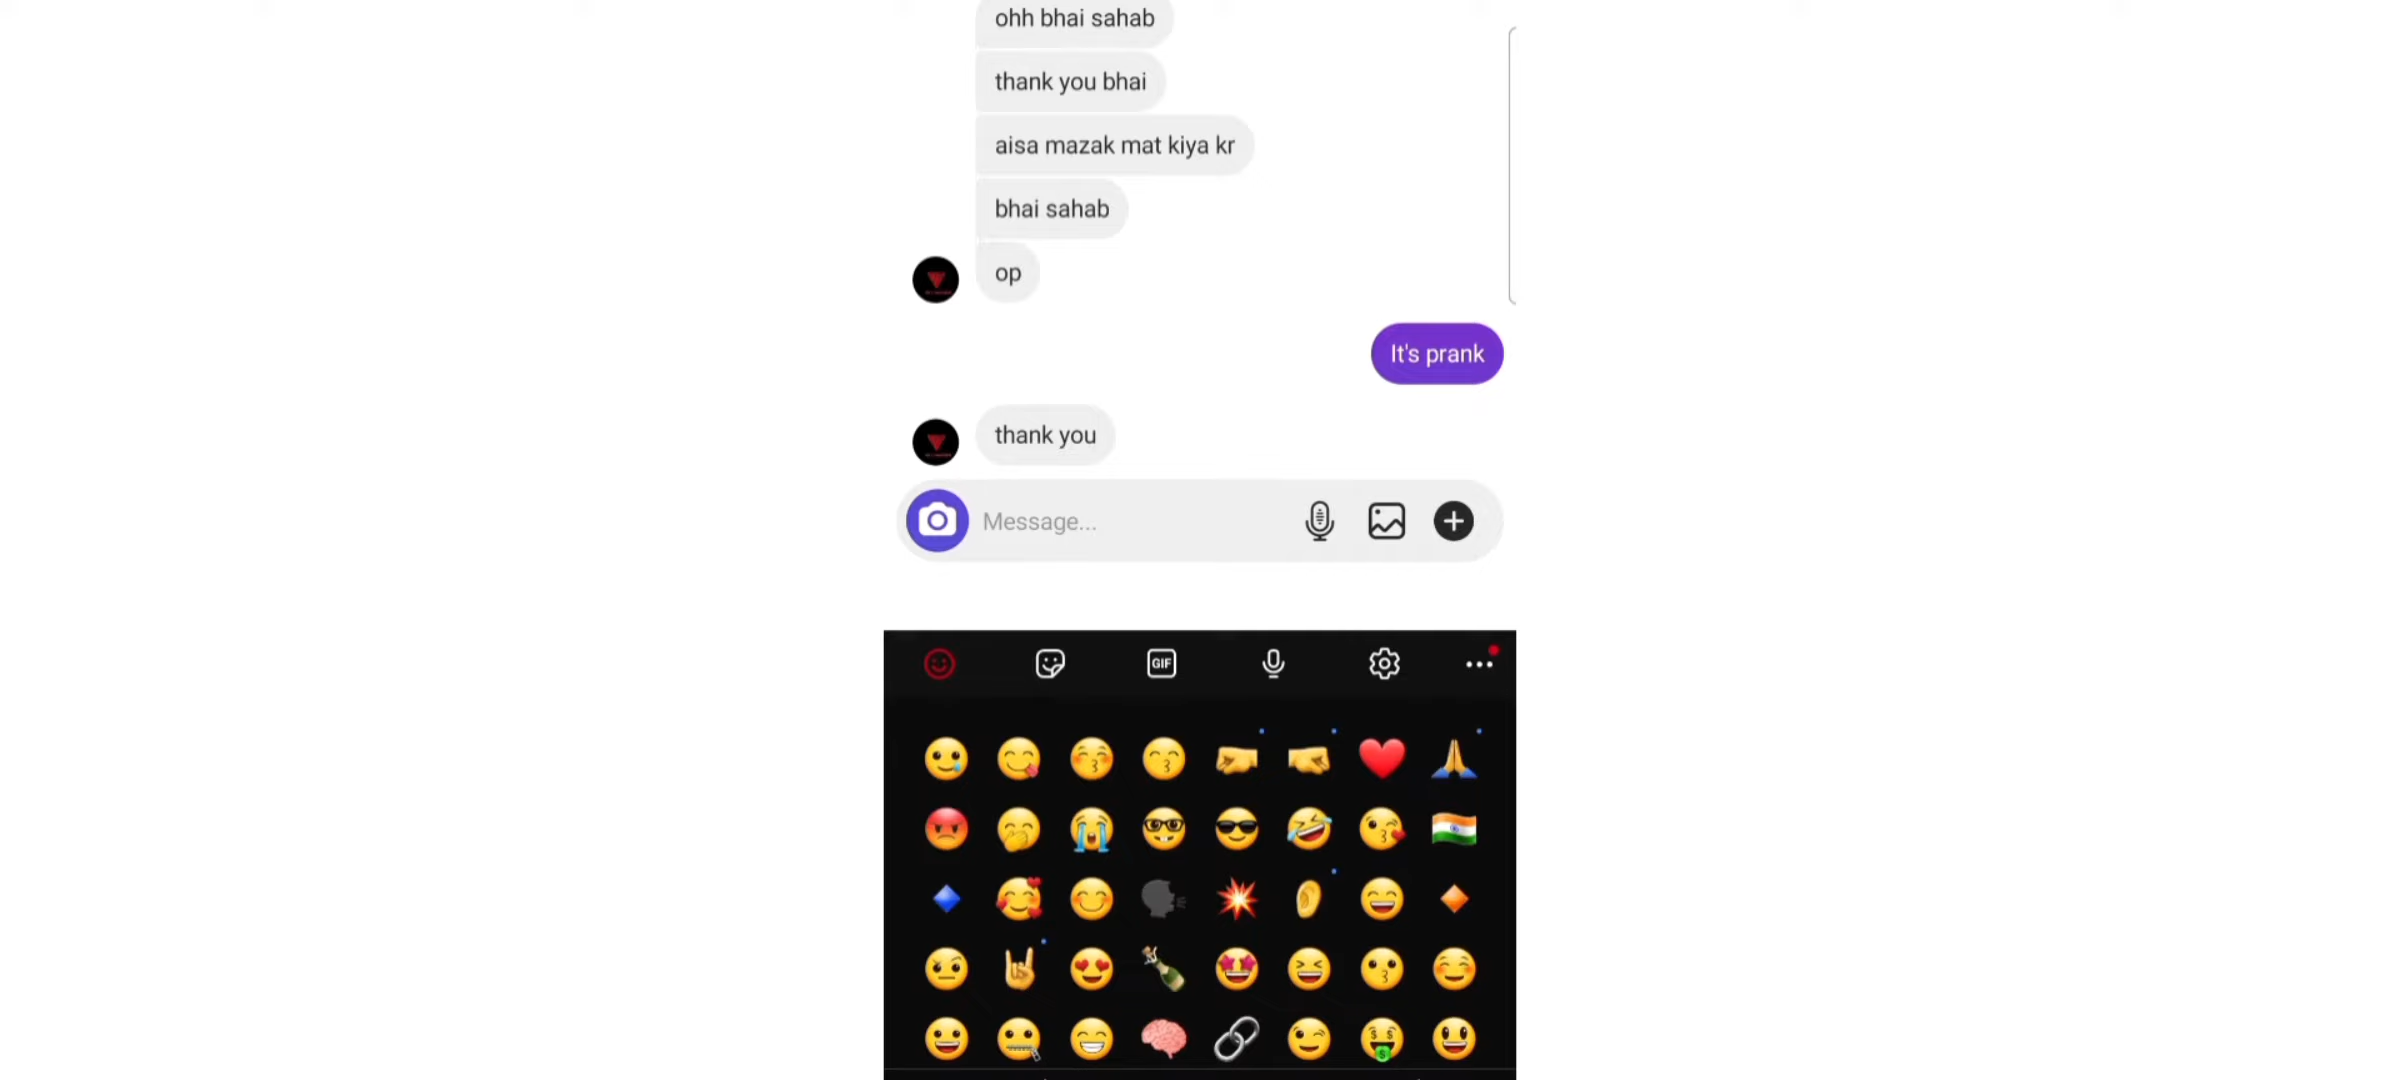 ohh bhai sahab
thank you bhai
aisa mazak mat kiya kr
bhai sahab
op
It's prank
thank you
Message...
GIF